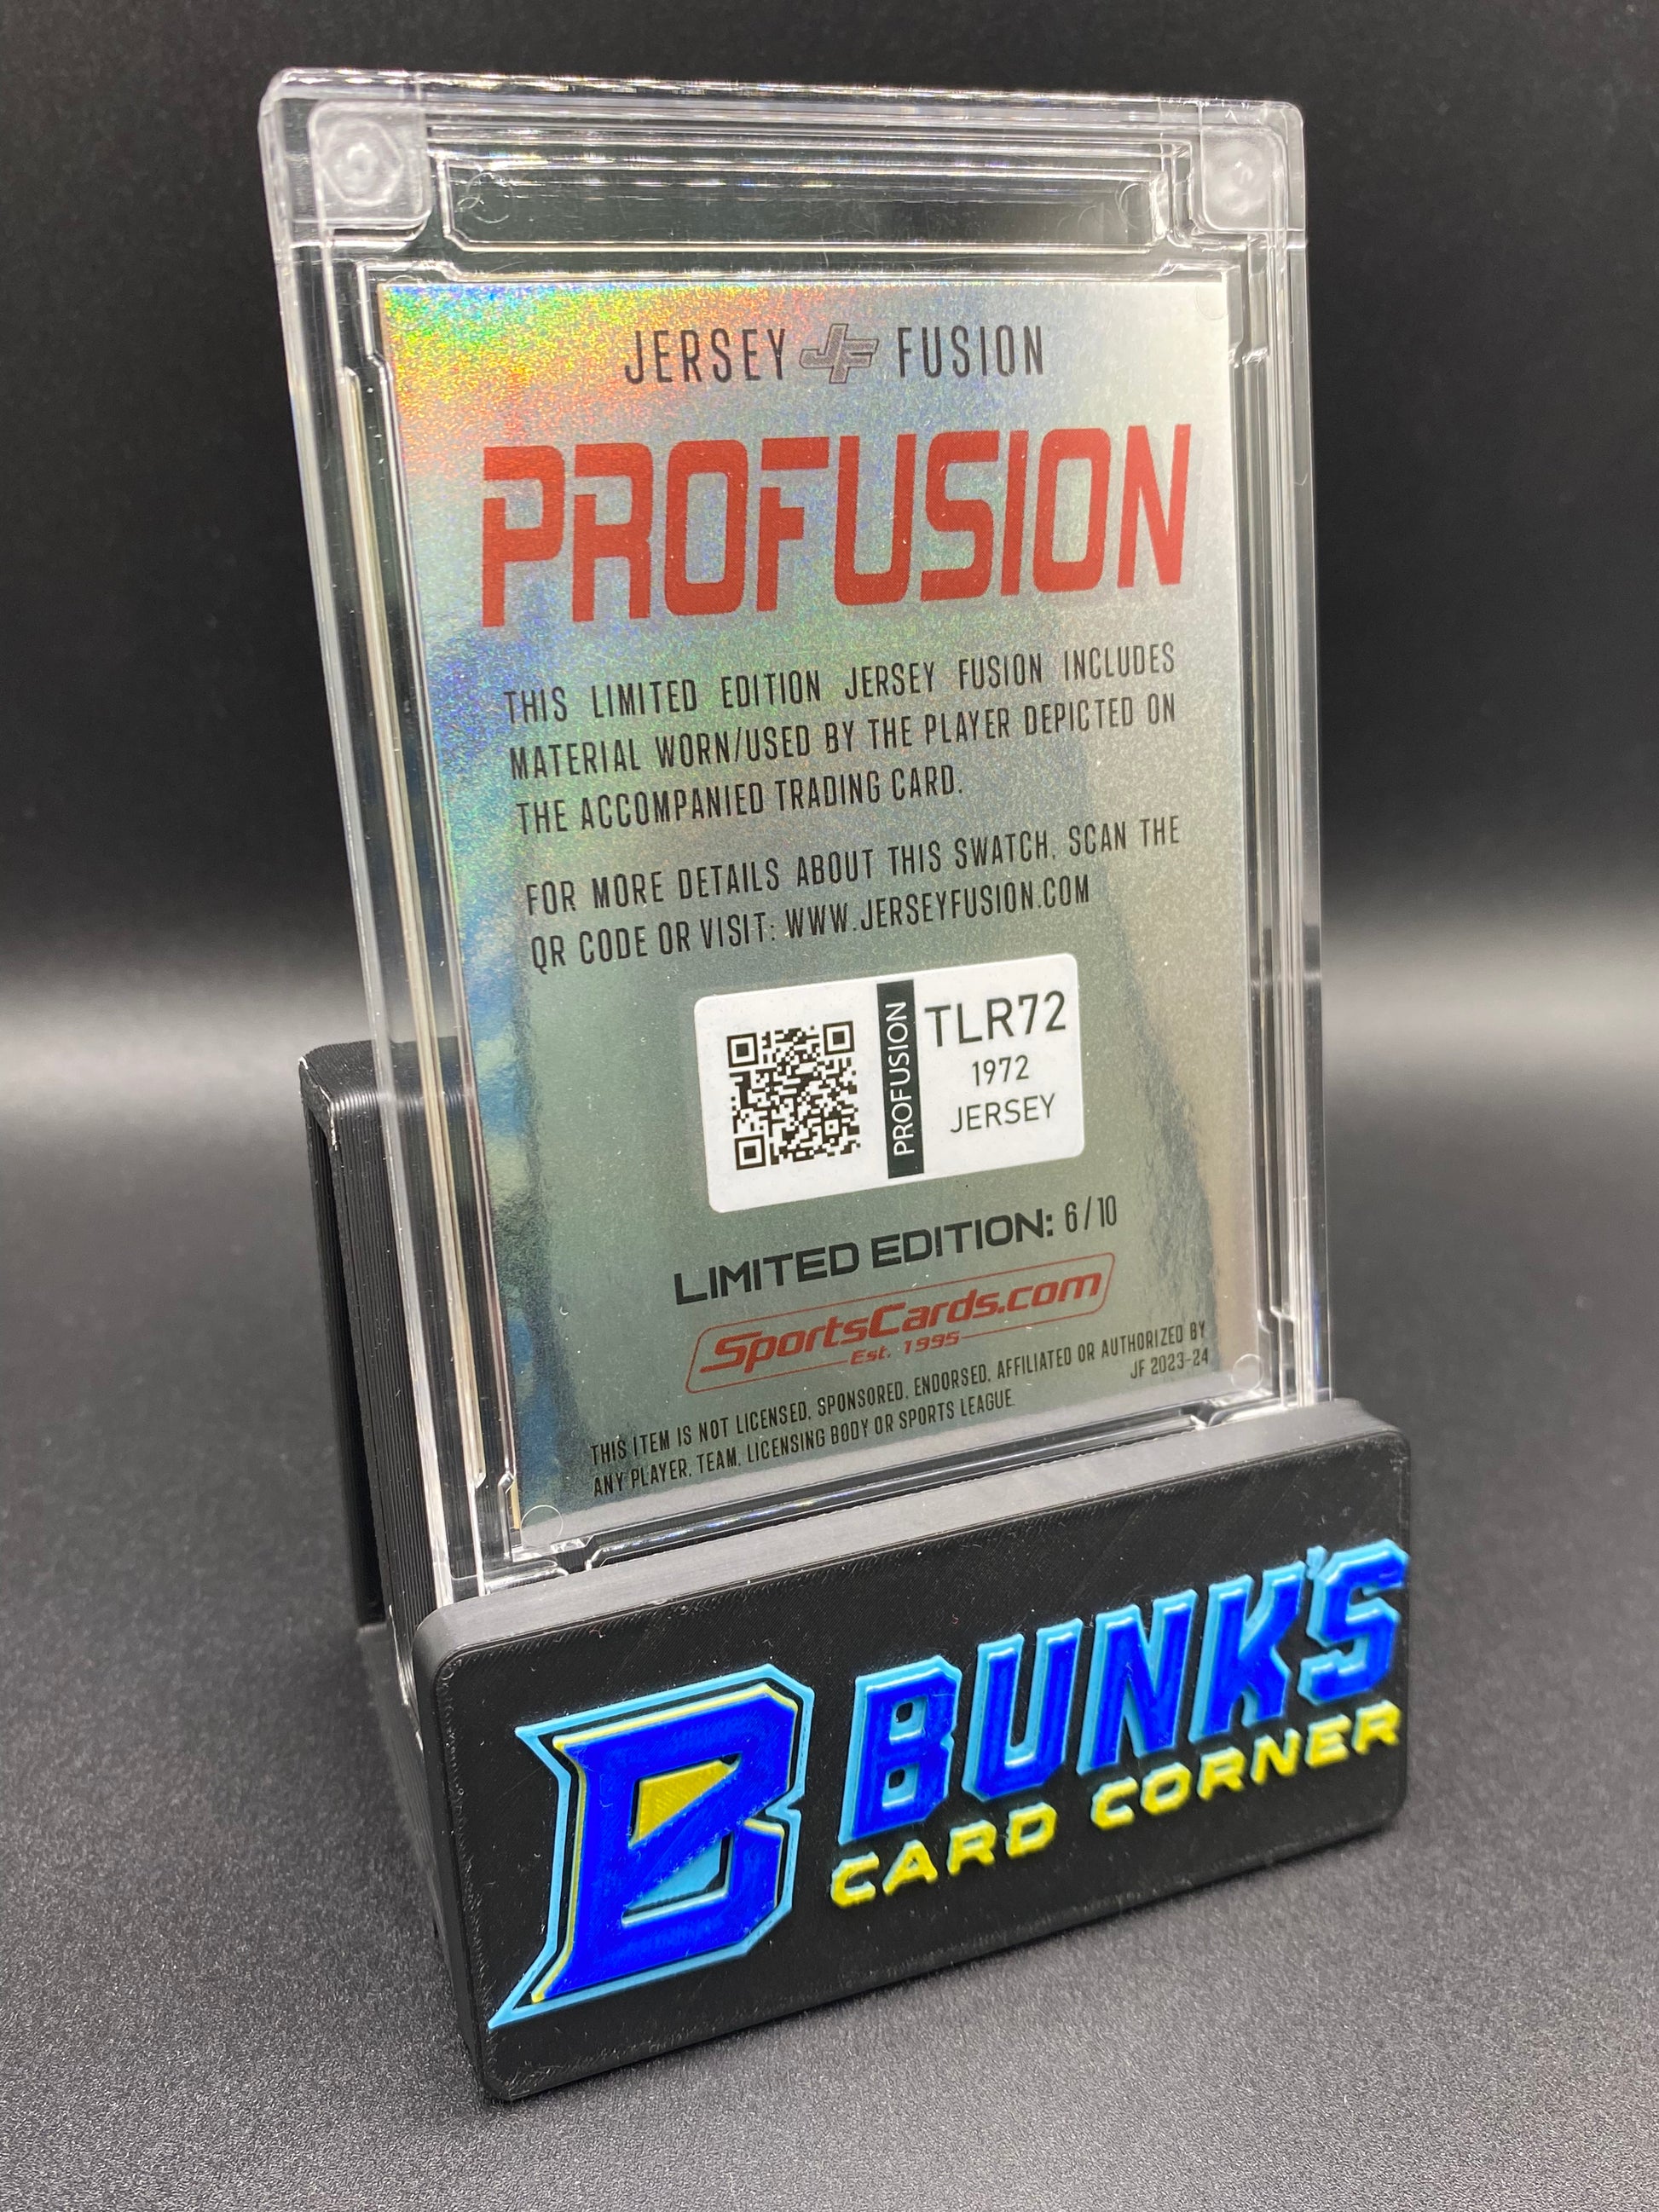 JERSEY JF FUSION
PROFUSION
THIS LIMITED EDITION JERSEY FUSION INCLUDES
MATERIAL WORN/USED BY THE PLAYER DEPICTED ON
THE ACCOMPANIED TRADING CARD.
FOR MORE DETAILS ABOUT THIS SWATCH, SCAN THE
QR CODE OR VISIT: WWW.JERSEYFUSION.COM
PROFUSION
TLR72
1972
JERSEY
LIMITED EDITION: 6/10
SportsCards.com
Est. 1995
THIS ITEM IS NOT LICENSED, SPONSORED, ENDORSED, AFFILIATED OR AUTHORIZED BY
ANY PLAYER, TEAM, LICENSING BODY OR SPORTS LEAGUE.
JF 2023-24
B
BUNK'S
CARD CORNER